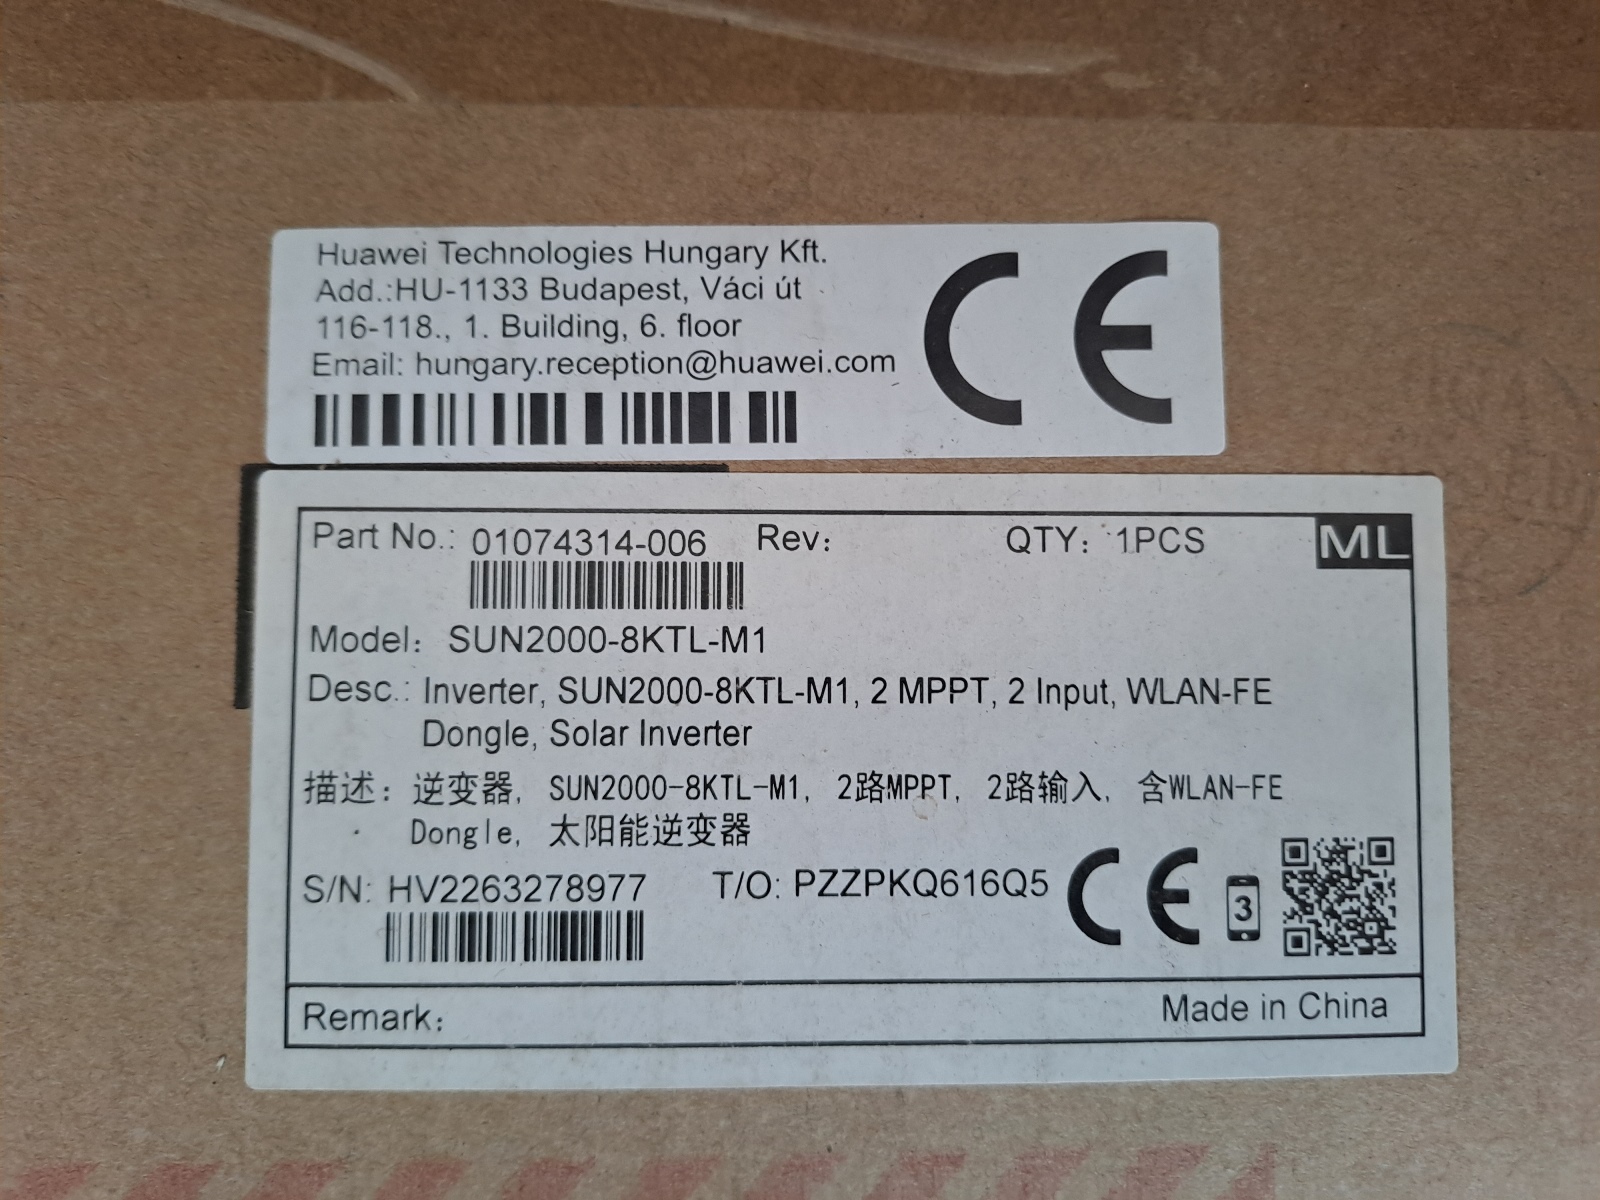 Huawei Technologies Hungary Kft.
Add.:HU-1133 Budapest, Váci út
116-118., 1. Building, 6. floor
Email: hungary.reception@huawei.com
CE
Part No.: 01074314-006 Rev: QTY: 1PCS ML
Model: SUN2000-8KTL-M1
Desc.: Inverter, SUN2000-8KTL-M1, 2 MPPT, 2 Input, WLAN-FE
Dongle, Solar Inverter
描述: 逆变器, SUN2000-8KTL-M1, 2路MPPT, 2路输入, 含WLAN-FE
Dongle, 太阳能逆变器
S/N: HV2263278977 T/O: PZZPKQ616Q5 CE 3
Remark: Made in China